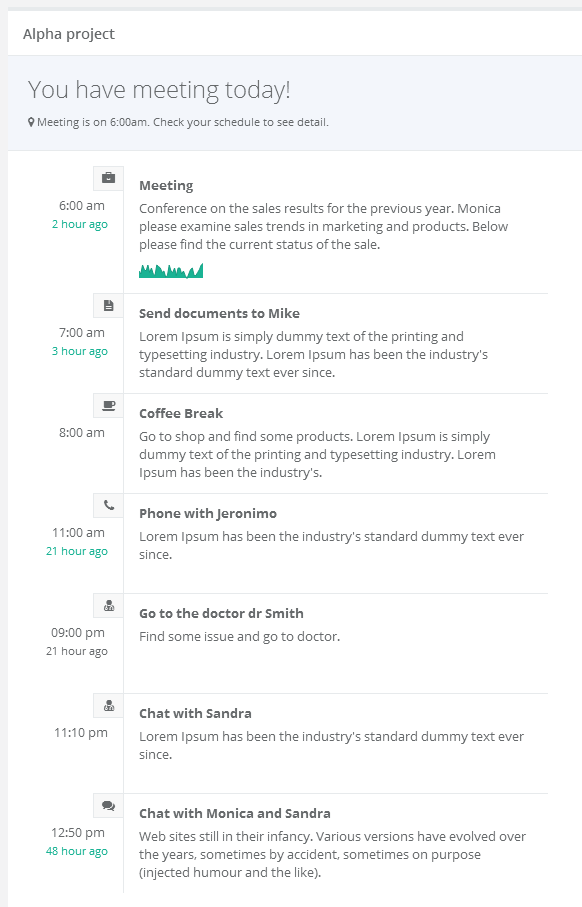 Alpha project
You have meeting today!
Meeting is on 6:00am. Check your schedule to see detail.
6:00 am
2 hour ago
Meeting
Conference on the sales results for the previous year. Monica
please examine sales trends in marketing and products. Below
please find the current status of the sale.
7:00 am
3 hour ago
Send documents to Mike
Lorem Ipsum is simply dummy text of the printing and
typesetting industry. Lorem Ipsum has been the industry's
standard dummy text ever since.
8:00 am
Coffee Break
Go to shop and find some products. Lorem Ipsum is simply
dummy text of the printing and typesetting industry. Lorem
Ipsum has been the industry's.
11:00 am
21 hour ago
Phone with Jeronimo
Lorem Ipsum has been the industry's standard dummy text ever
since.
09:00 pm
21 hour ago
Go to the doctor dr Smith
Find some issue and go to doctor.
11:10 pm
Chat with Sandra
Lorem Ipsum has been the industry's standard dummy text ever
since.
12:50 pm
48 hour ago
Chat with Monica and Sandra
Web sites still in their infancy. Various versions have evolved over
the years, sometimes by accident, sometimes on purpose
(injected humour and the like).